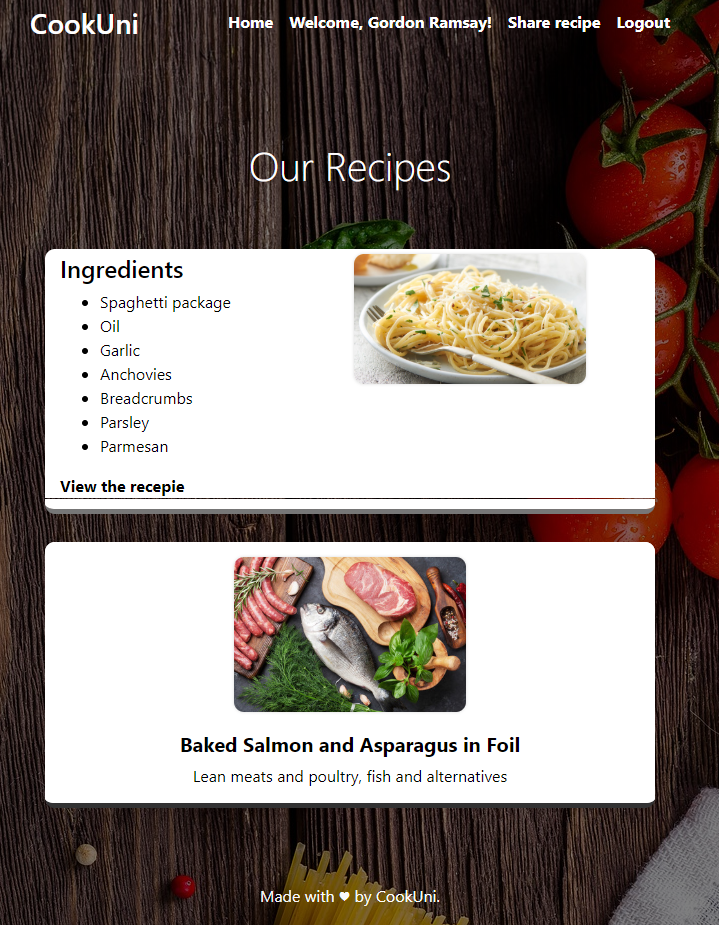 CookUni
Home Welcome, Gordon Ramsay! Share recipe Logout
Our Recipes
Ingredients
Spaghetti package
Oil
Garlic
Anchovies
Breadcrumbs
Parsley
Parmesan
View the recepie
Baked Salmon and Asparagus in Foil
Lean meats and poultry, fish and alternatives
Made with ♥ by CookUni.